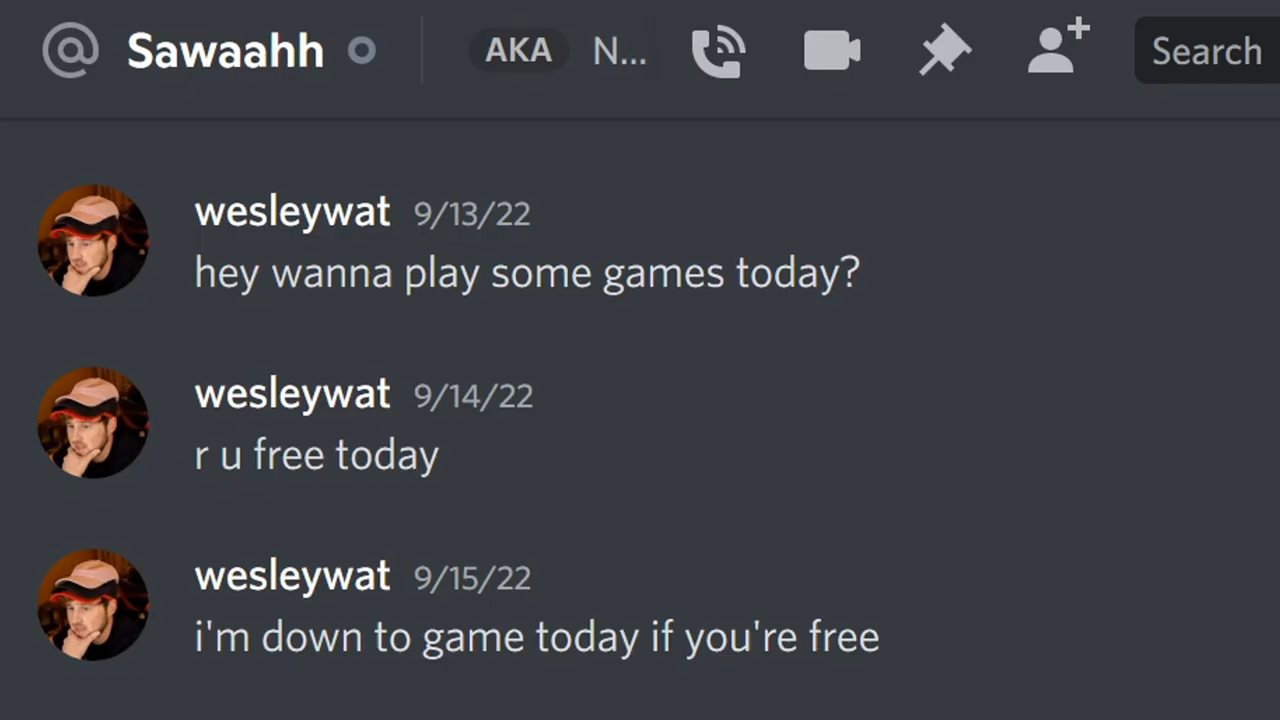 @ Sawaahh AKA N... Search
wesleywat 9/13/22
hey wanna play some games today?
wesleywat 9/14/22
r u free today
wesleywat 9/15/22
i'm down to game today if you're free